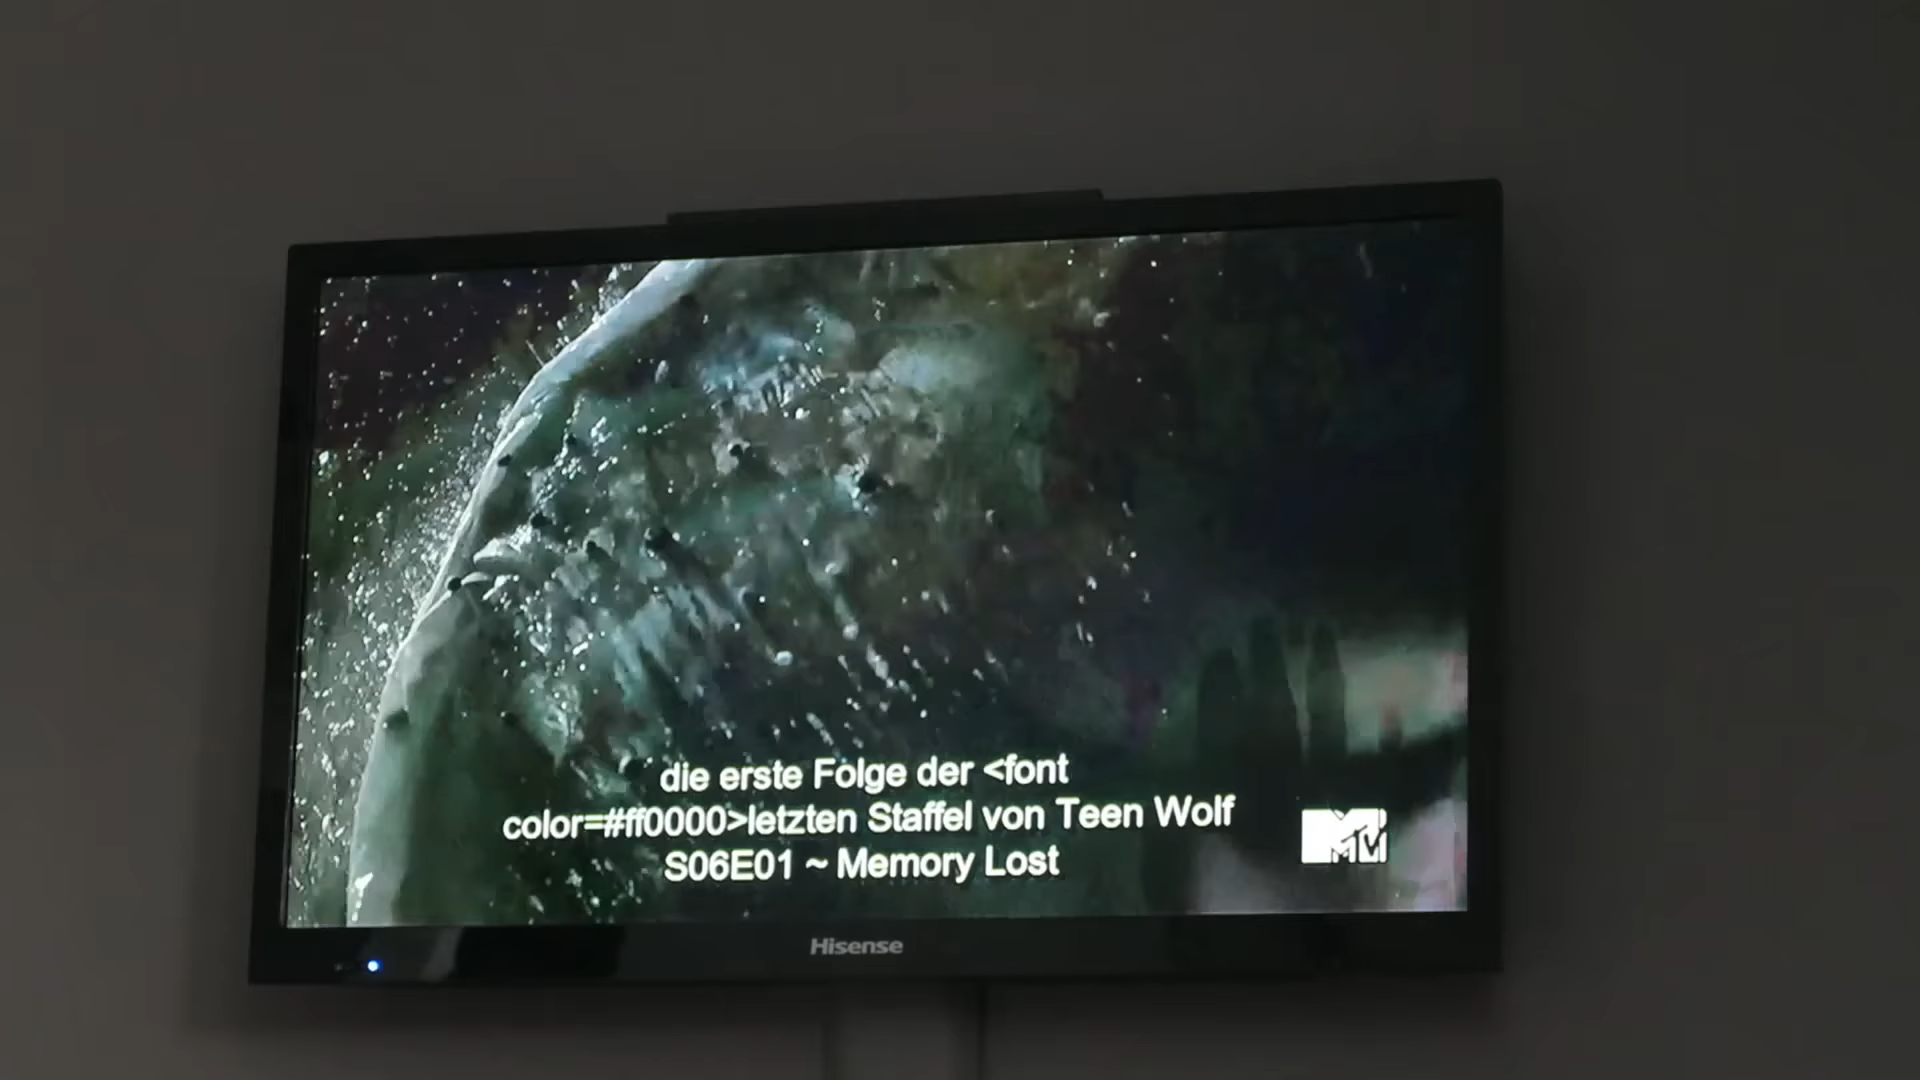 die erste Folge der <font
color=#ff0000>letzten Staffel von Teen Wolf
S06E01 ~ Memory Lost
MTV
Hisense